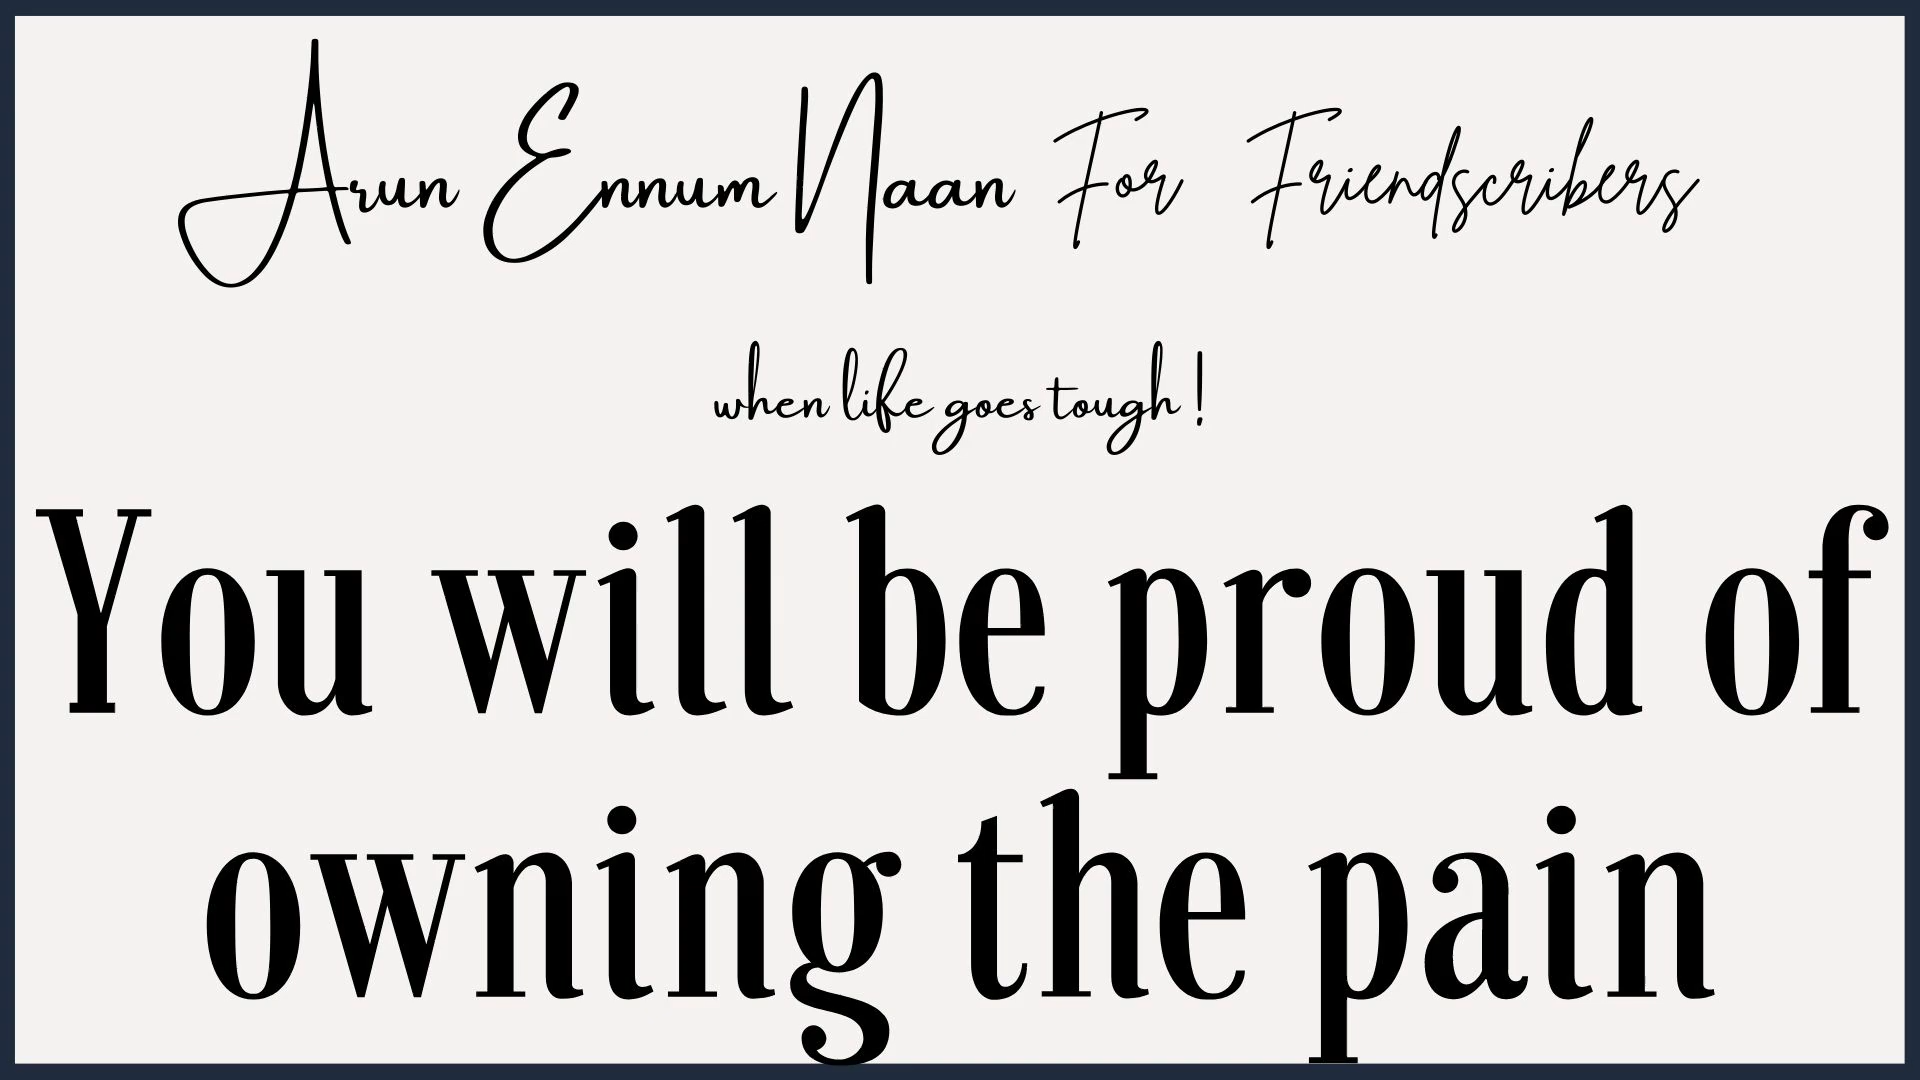 Arun Ennum Naan For Friendscribers
when life goes tough !
You will be proud of
owning the pain